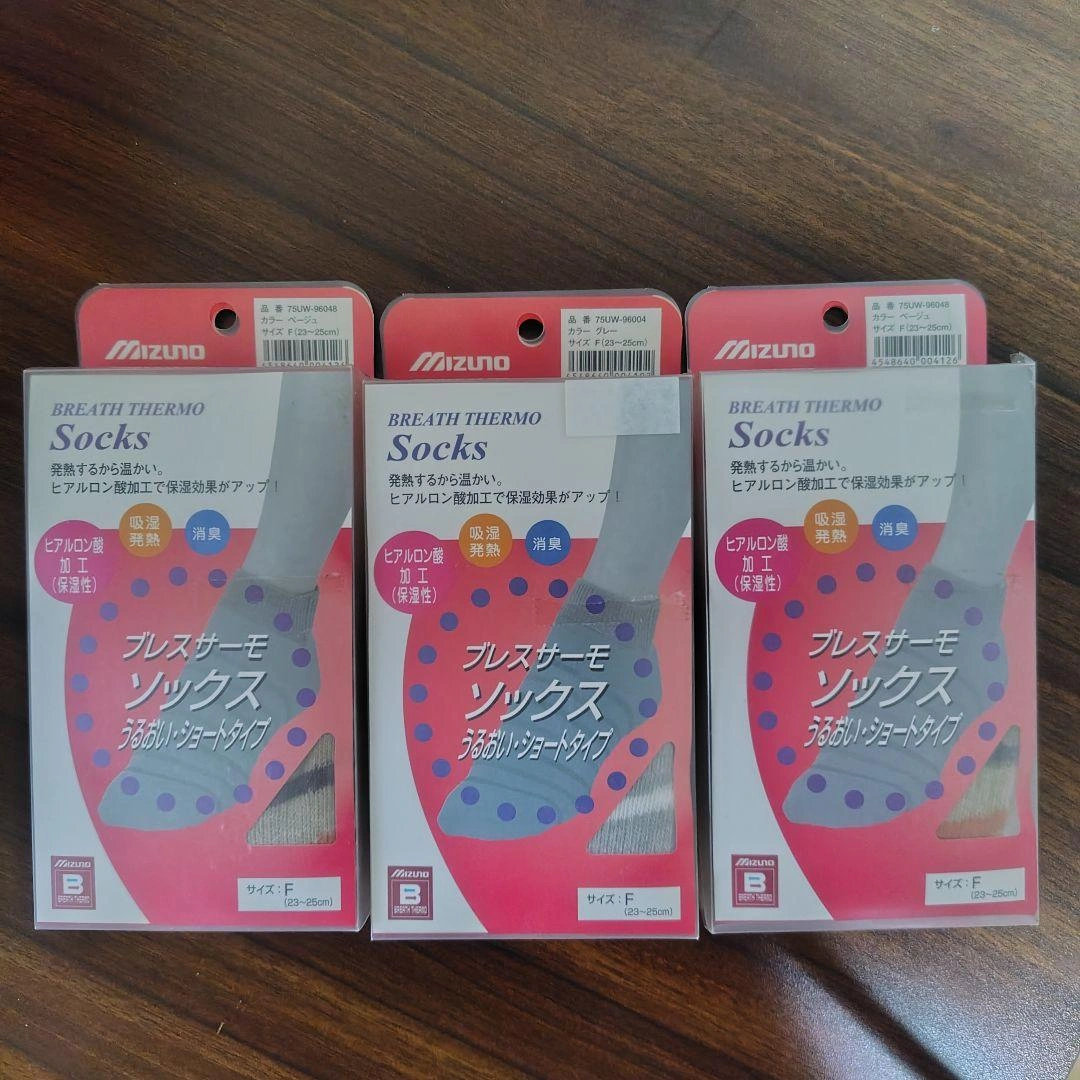 品番 75UW-96048
カラー ベージュ
サイズ F(23~25cm)
MIZUNO
BREATH THERMO
Socks
発熱するから温かい。
ヒアルロン酸加工で保湿効果がアップ!
吸湿
発熱
消臭
ヒアルロン酸
加工
(保湿性)
ブレスサーモ
ソックス
うるおい・ショートタイプ
MIZUNO
B
BREATH THERMO
サイズ:F
(23~25cm)
品番 75UW-96004
カラー グレー
サイズ F(23~25cm)
MIZUNO
BREATH THERMO
Socks
発熱するから温かい。
ヒアルロン酸加工で保湿効果がアップ!
吸湿
発熱
消臭
ヒアルロン酸
加工
(保湿性)
ブレスサーモ
ソックス
うるおい・ショートタイプ
MIZUNO
B
BREATH THERMO
サイズ:F
(23~25cm)
品番 75UW-96048
カラー ベージュ
サイズ F(23~25cm)
4548640 004126
MIZUNO
BREATH THERMO
Socks
発熱するから温かい。
ヒアルロン酸加工で保湿効果がアップ!
吸湿
発熱
消臭
ヒアルロン酸
加工
(保湿性)
ブレスサーモ
ソックス
うるおい・ショートタイプ
MIZUNO
B
BREATH THERMO
サイズ:F
(23~25cm)